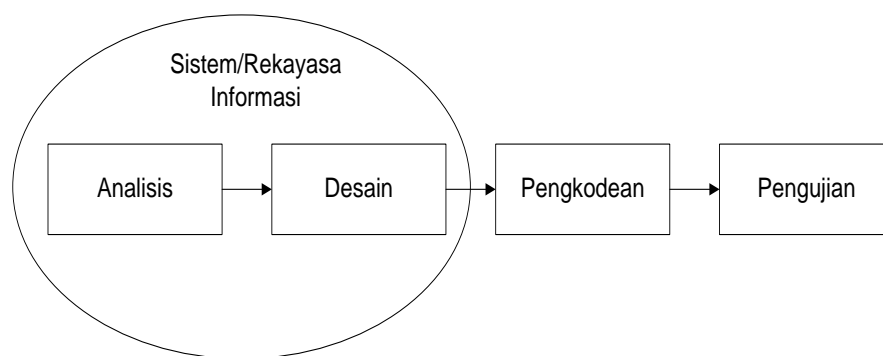 Sistem/Rekayasa
Informasi
Analisis
Desain
Pengkodean
Pengujian